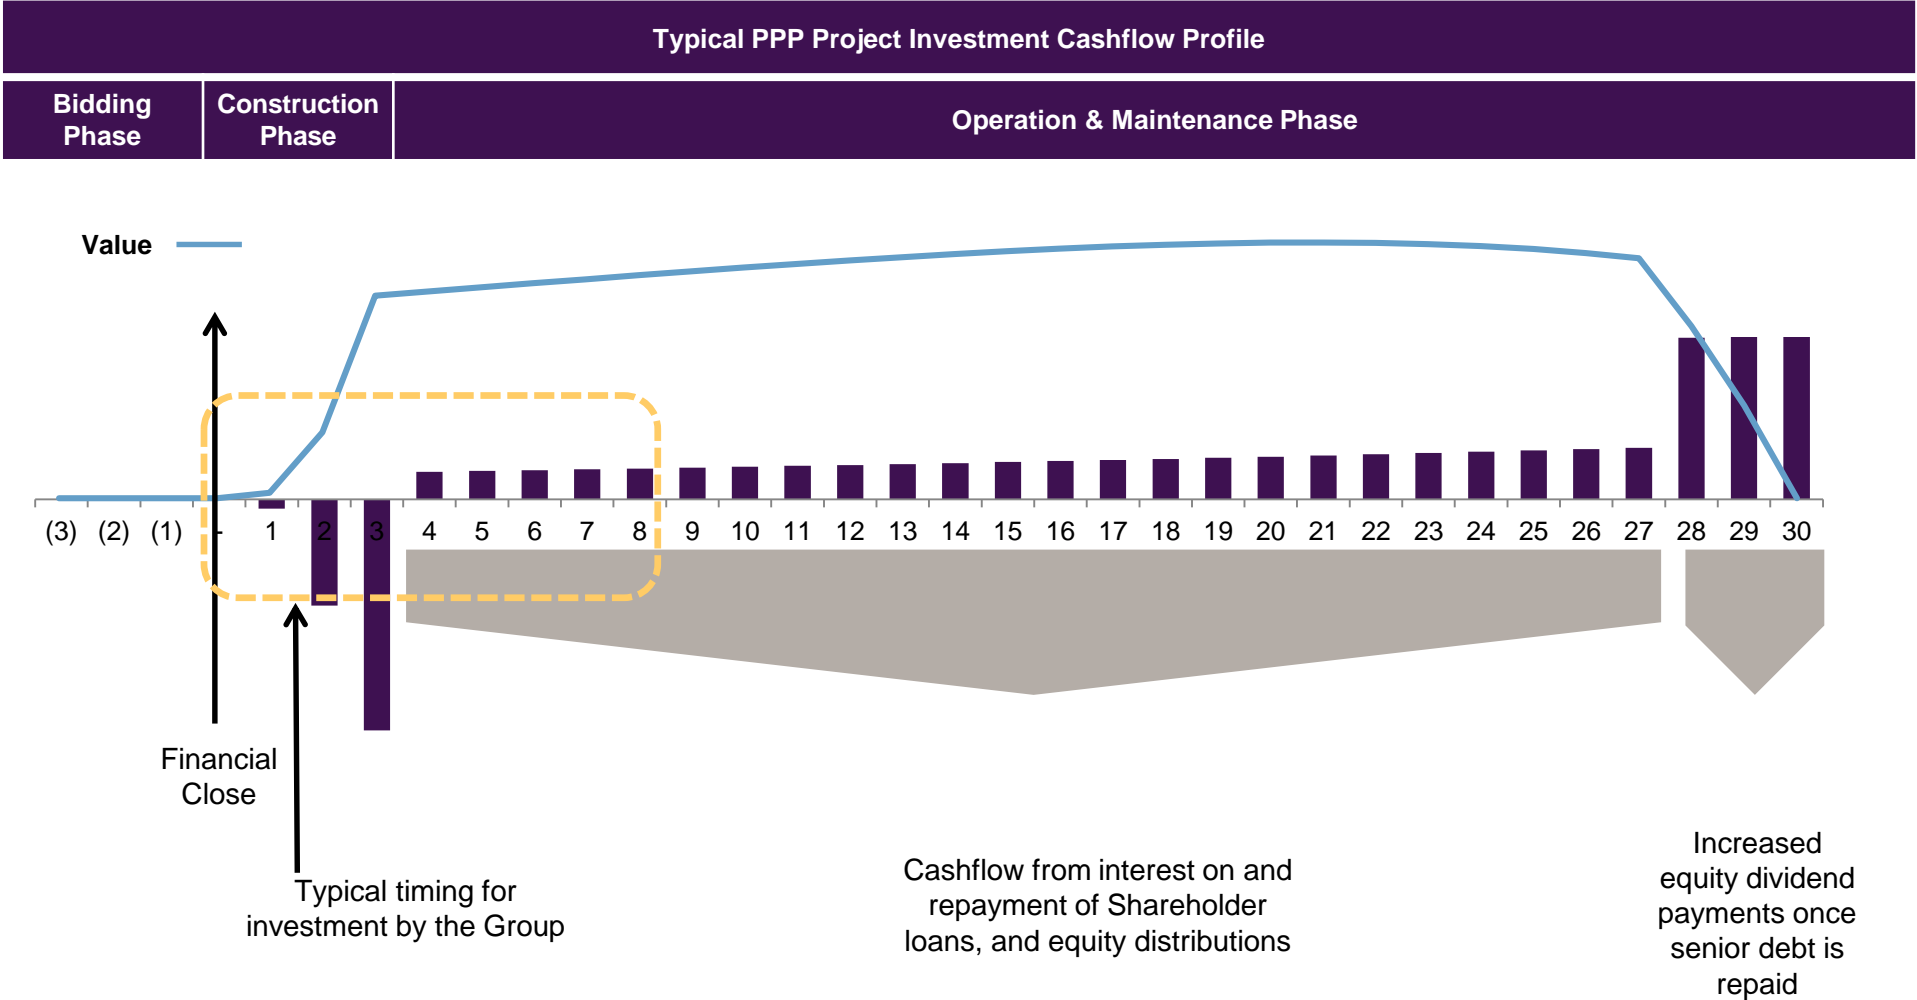 Typical PPP Project Investment Cashflow Profile
Bidding
Phase
Construction
Phase
Operation & Maintenance Phase
Value
(3) (2) (1) - 1 2 3 4 5 6 7 8 9 10 11 12 13 14 15 16 17 18 19 20 21 22 23 24 25 26 27 28 29 30
Financial
Close
Typical timing for
investment by the Group
Cashflow from interest on and
repayment of Shareholder
loans, and equity distributions
Increased
equity dividend
payments once
senior debt is
repaid